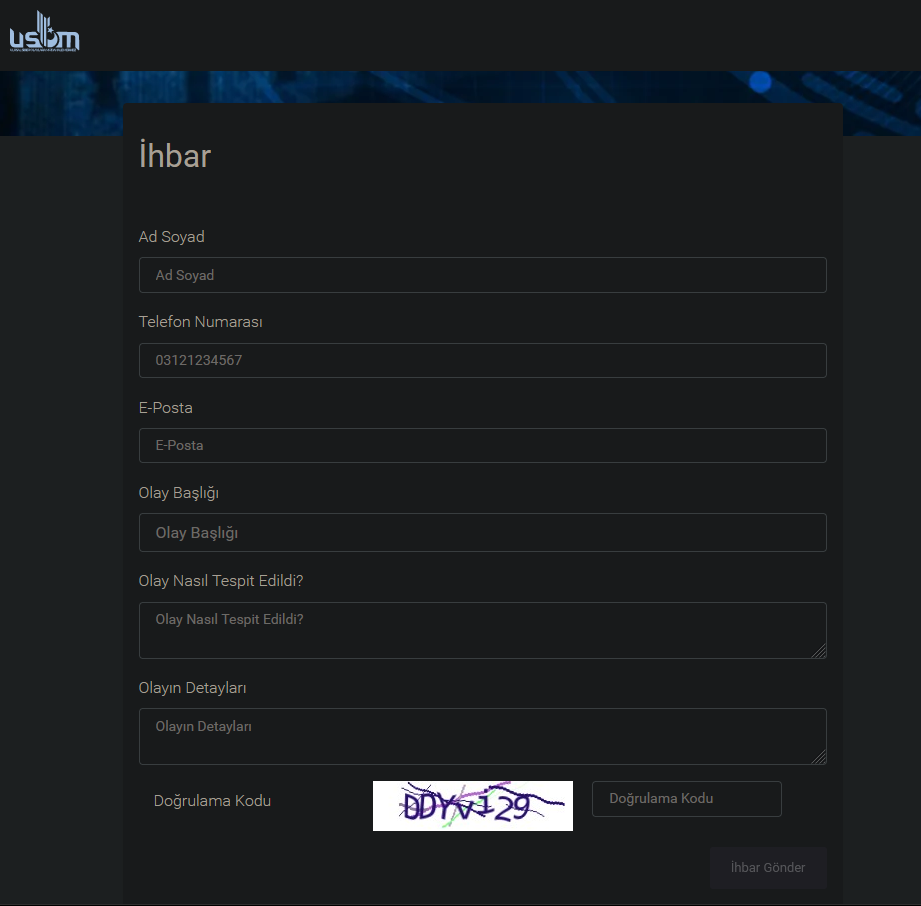 usom
İhbar
Ad Soyad
Ad Soyad
Telefon Numarası
03121234567
E-Posta
E-Posta
Olay Başlığı
Olay Başlığı
Olay Nasıl Tespit Edildi?
Olay Nasıl Tespit Edildi?
Olayın Detayları
Olayın Detayları
Doğrulama Kodu
Doğrulama Kodu
İhbar Gönder